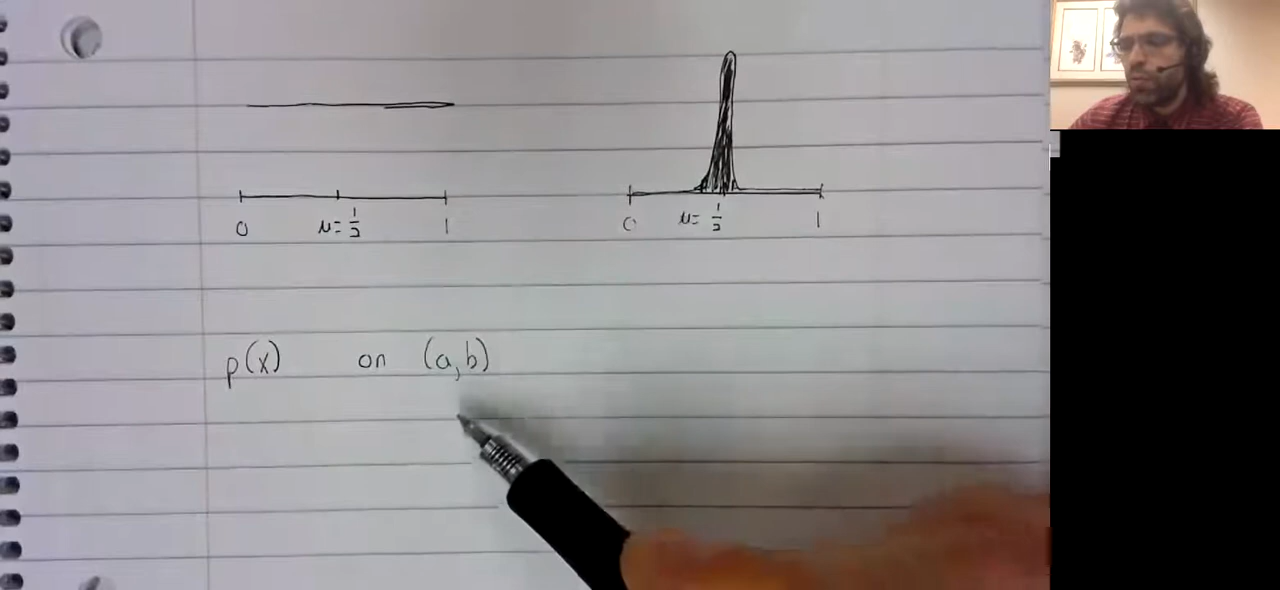 0 μ = 1/2 1 0 μ = 1/2 1
p(x) on (a,b)